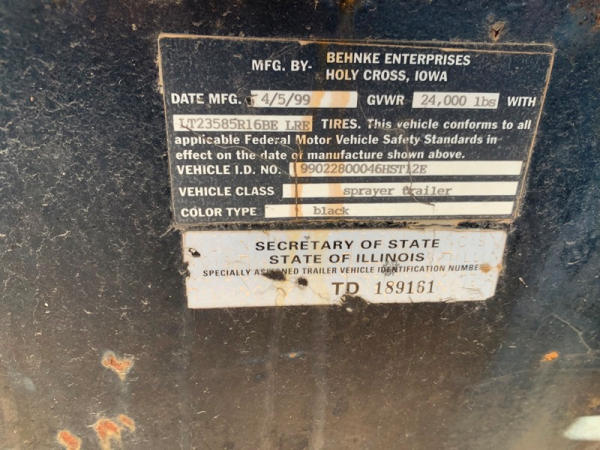 MFG. BY- BEHNKE ENTERPRISES
HOLY CROSS, IOWA
DATE MFG. 4/5/99 GVWR 24,000 lbs WITH
LT23585R16BE LRE TIRES. This vehicle conforms to all
applicable Federal Motor Vehicle Safety Standards in
effect on the date of manufacture shown above.
VEHICLE I.D. NO. 99022800046HST12E
VEHICLE CLASS sprayer trailer
COLOR TYPE black
SECRETARY OF STATE
STATE OF ILLINOIS
SPECIALLY ASSIGNED TRAILER VEHICLE IDENTIFICATION NUMBER
TD 189161